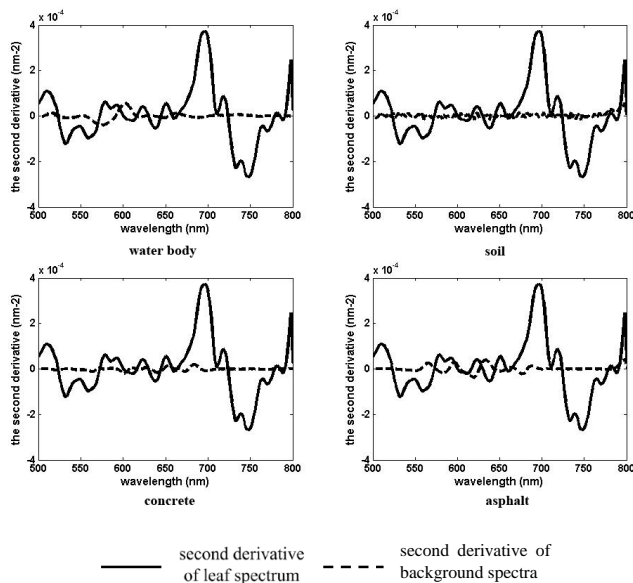 x 10⁻⁴
x 10⁻⁴
the second derivative (nm-2)
4
2
0
-2
-4
500 550 600 650 700 750 800
wavelength (nm)
water body
the second derivative (nm-2)
4
2
0
-2
-4
500 550 600 650 700 750 800
wavelength (nm)
soil
x 10⁻⁴
x 10⁻⁴
the second derivative (nm-2)
4
2
0
-2
-4
500 550 600 650 700 750 800
wavelength (nm)
concrete
the second derivative (nm-2)
4
2
0
-2
-4
500 550 600 650 700 750 800
wavelength (nm)
asphalt
second derivative
of leaf spectrum
second derivative of
background spectra